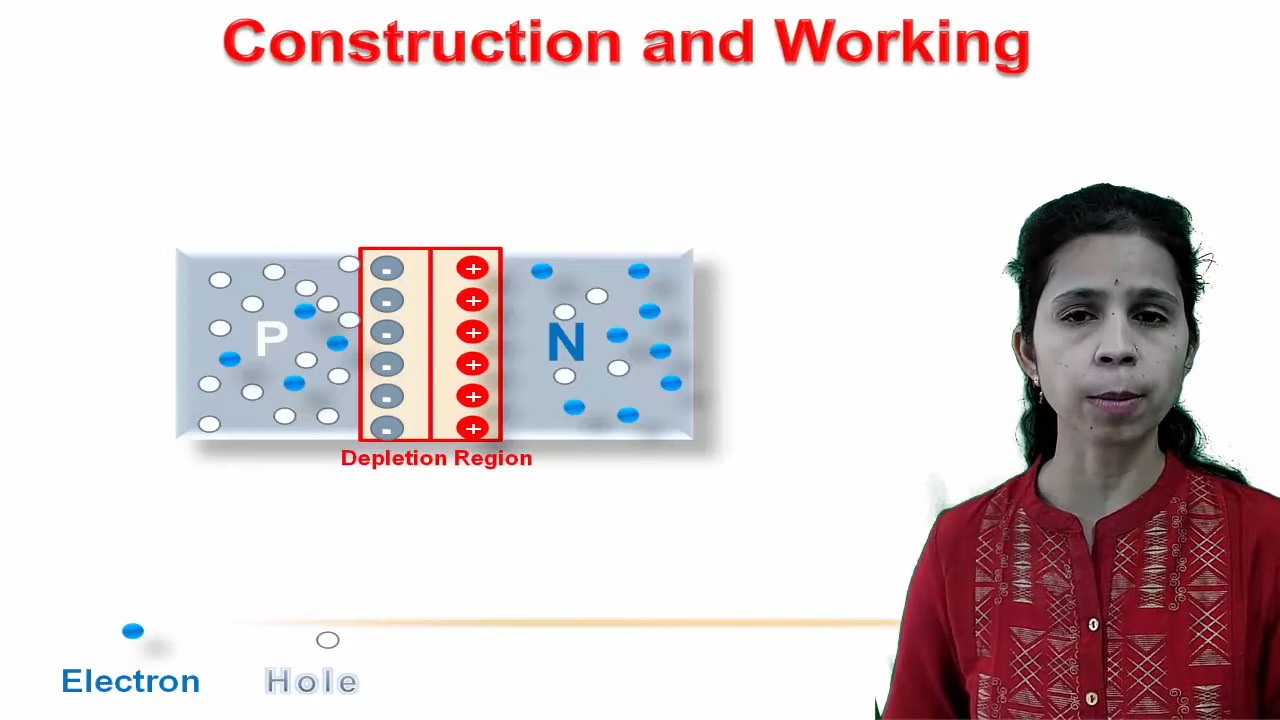 Construction and Working
P
N
- +
- +
- +
- +
- +
- +
Depletion Region
Electron Hole